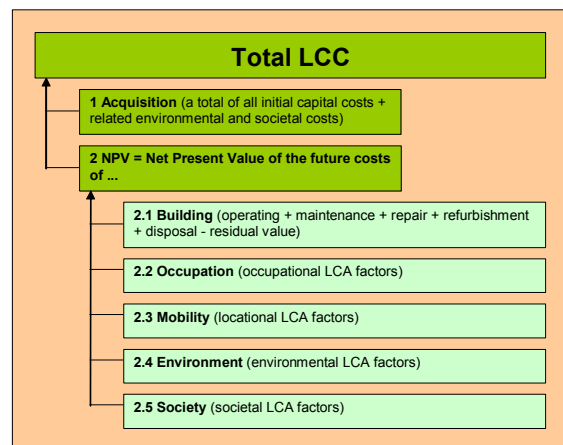 Total LCC
1 Acquisition (a total of all initial capital costs +
related environmental and societal costs)
2 NPV = Net Present Value of the future costs
of ...
2.1 Building (operating + maintenance + repair + refurbishment
+ disposal - residual value)
2.2 Occupation (occupational LCA factors)
2.3 Mobility (locational LCA factors)
2.4 Environment (environmental LCA factors)
2.5 Society (societal LCA factors)